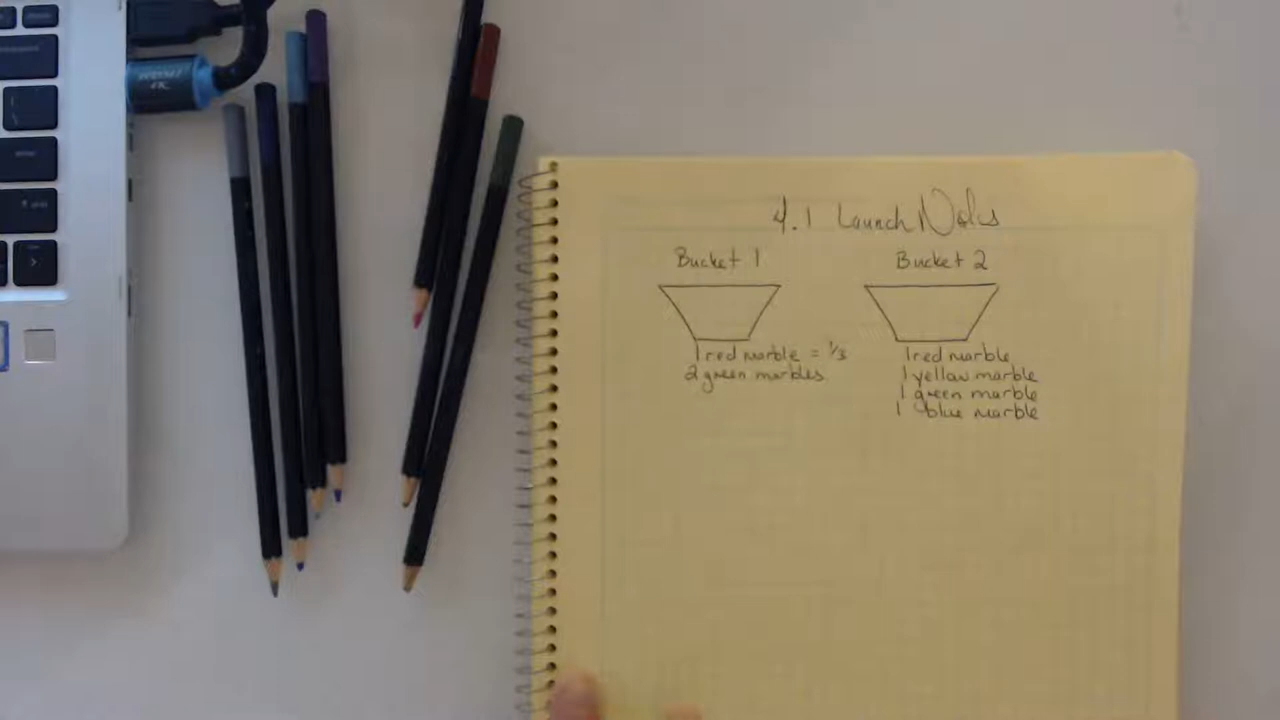 4.1 Launch Notes
Bucket 1
Bucket 2
1 red marble = 1/3
2 green marbles
1 red marble
1 yellow marble
1 green marble
1 blue marble